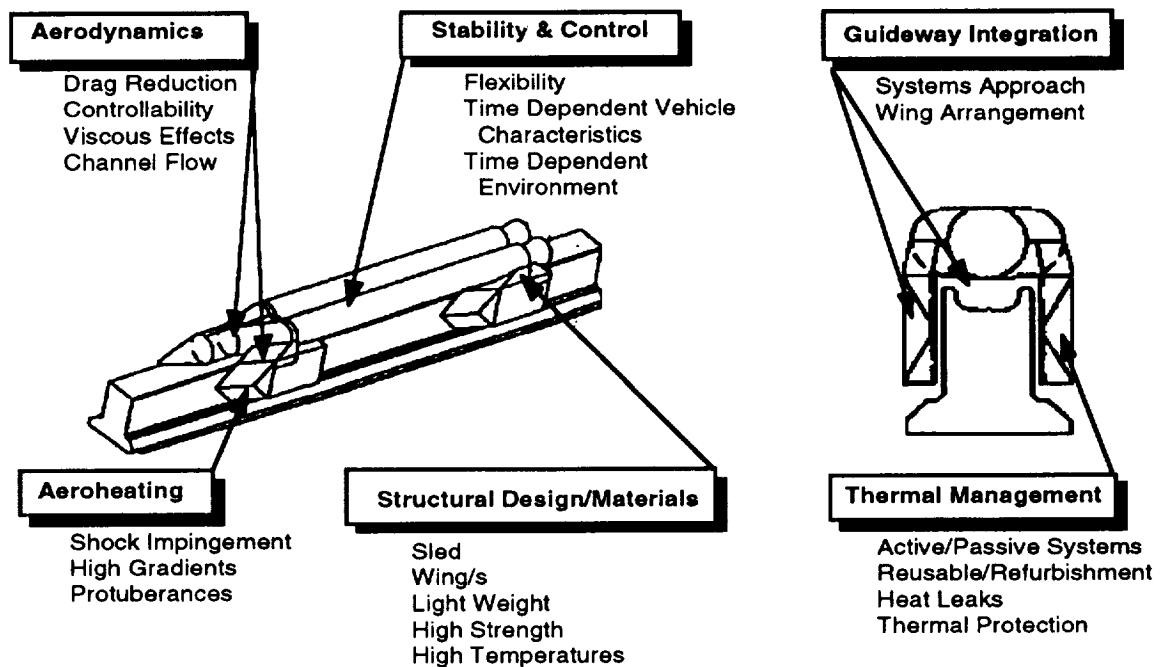 Aerodynamics
Drag Reduction
Controllability
Viscous Effects
Channel Flow
Stability & Control
Flexibility
Time Dependent Vehicle
Characteristics
Time Dependent
Environment
Guideway Integration
Systems Approach
Wing Arrangement
Aeroheating
Shock Impingement
High Gradients
Protuberances
Structural Design/Materials
Sled
Wing/s
Light Weight
High Strength
High Temperatures
Thermal Management
Active/Passive Systems
Reusable/Refurbishment
Heat Leaks
Thermal Protection